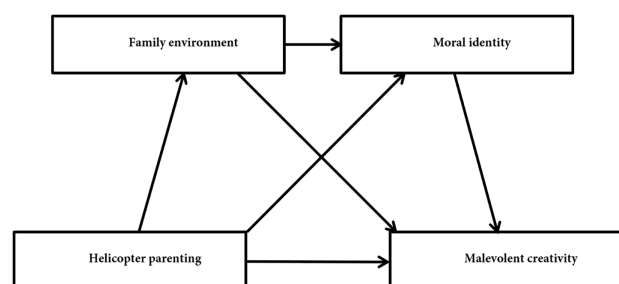 Family environment
Moral identity
Helicopter parenting
Malevolent creativity